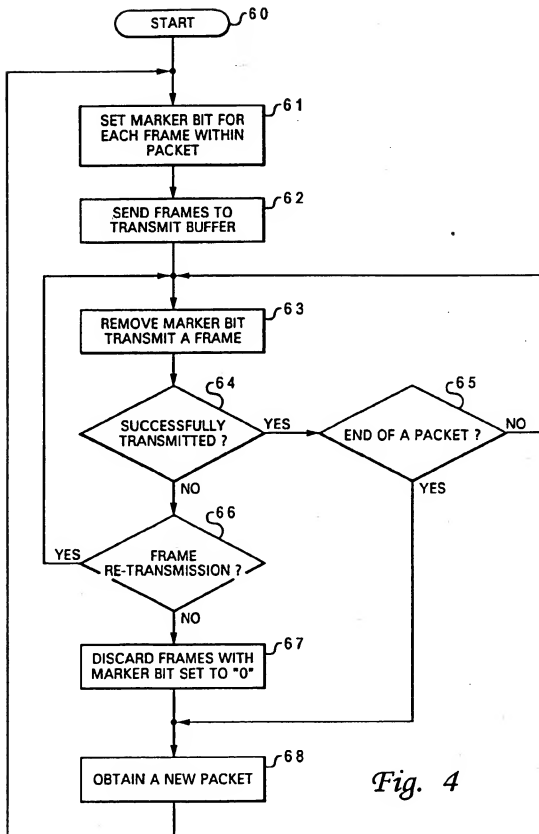 START
60
61
SET MARKER BIT FOR
EACH FRAME WITHIN
PACKET
62
SEND FRAMES TO
TRANSMIT BUFFER
63
REMOVE MARKER BIT
TRANSMIT A FRAME
64
SUCCESSFULLY
TRANSMITTED ?
YES
NO
65
END OF A PACKET ?
NO
YES
66
FRAME
RE-TRANSMISSION ?
YES
NO
67
DISCARD FRAMES WITH
MARKER BIT SET TO "0"
68
OBTAIN A NEW PACKET
Fig. 4